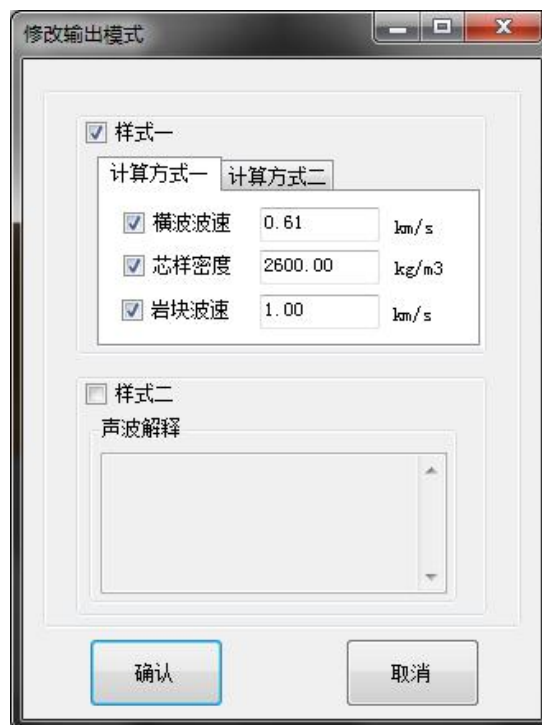 修改输出模式
样式一
计算方式一 计算方式二
横波波速 0.61 km/s
芯样密度 2600.00 kg/m3
岩块波速 1.00 km/s
样式二
声波解释
确认 取消